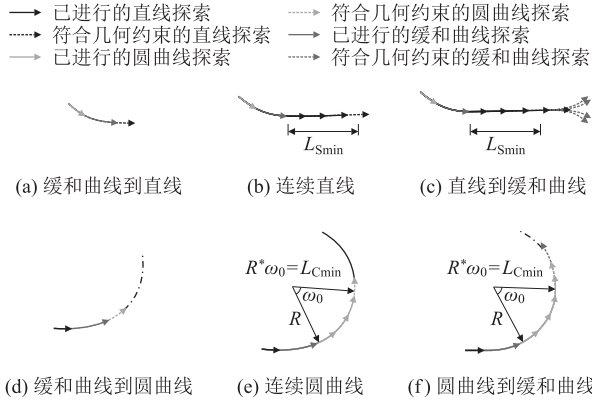 已进行的直线探索 符合几何约束的圆曲线探索
符合几何约束的直线探索 已进行的缓和曲线探索
已进行的圆曲线探索 符合几何约束的缓和曲线探索
L_Smin L_Smin
(a) 缓和曲线到直线 (b) 连续直线 (c) 直线到缓和曲线
R*ω₀=L_Cmin R*ω₀=L_Cmin
ω₀ ω₀
R R
(d) 缓和曲线到圆曲线 (e) 连续圆曲线 (f) 圆曲线到缓和曲线